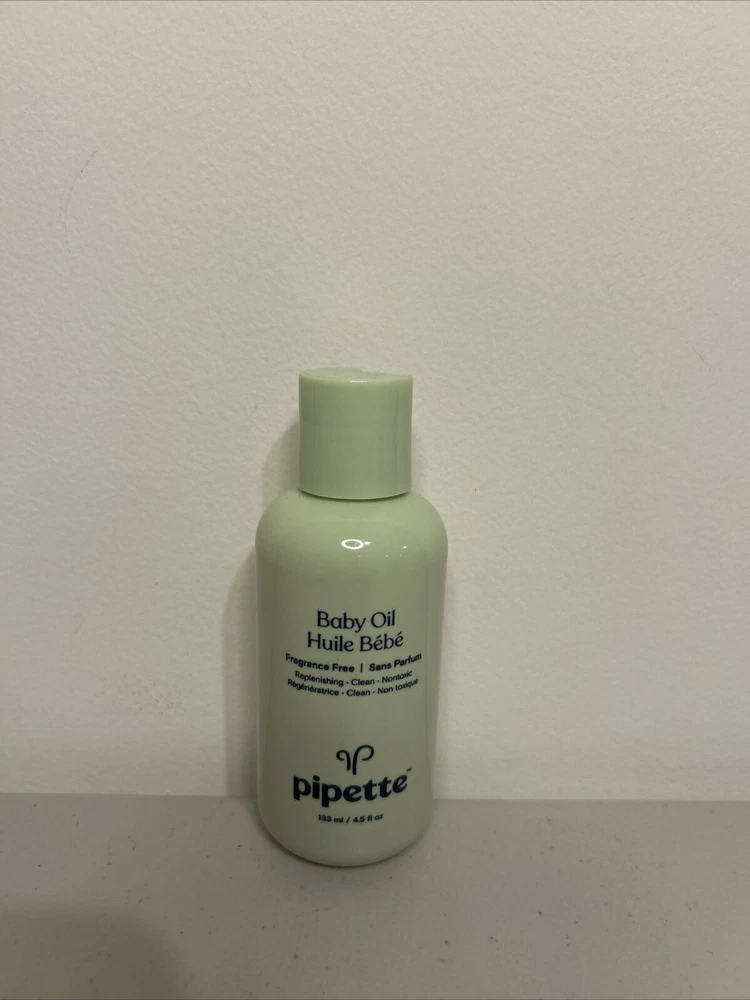 Baby Oil
Huile Bébé
Fragrance Free | Sans Parfum
Replenishing • Clean • Nontoxic
Régénératrice • Clean • Non toxique
pipette™
133 ml / 4.5 fl oz